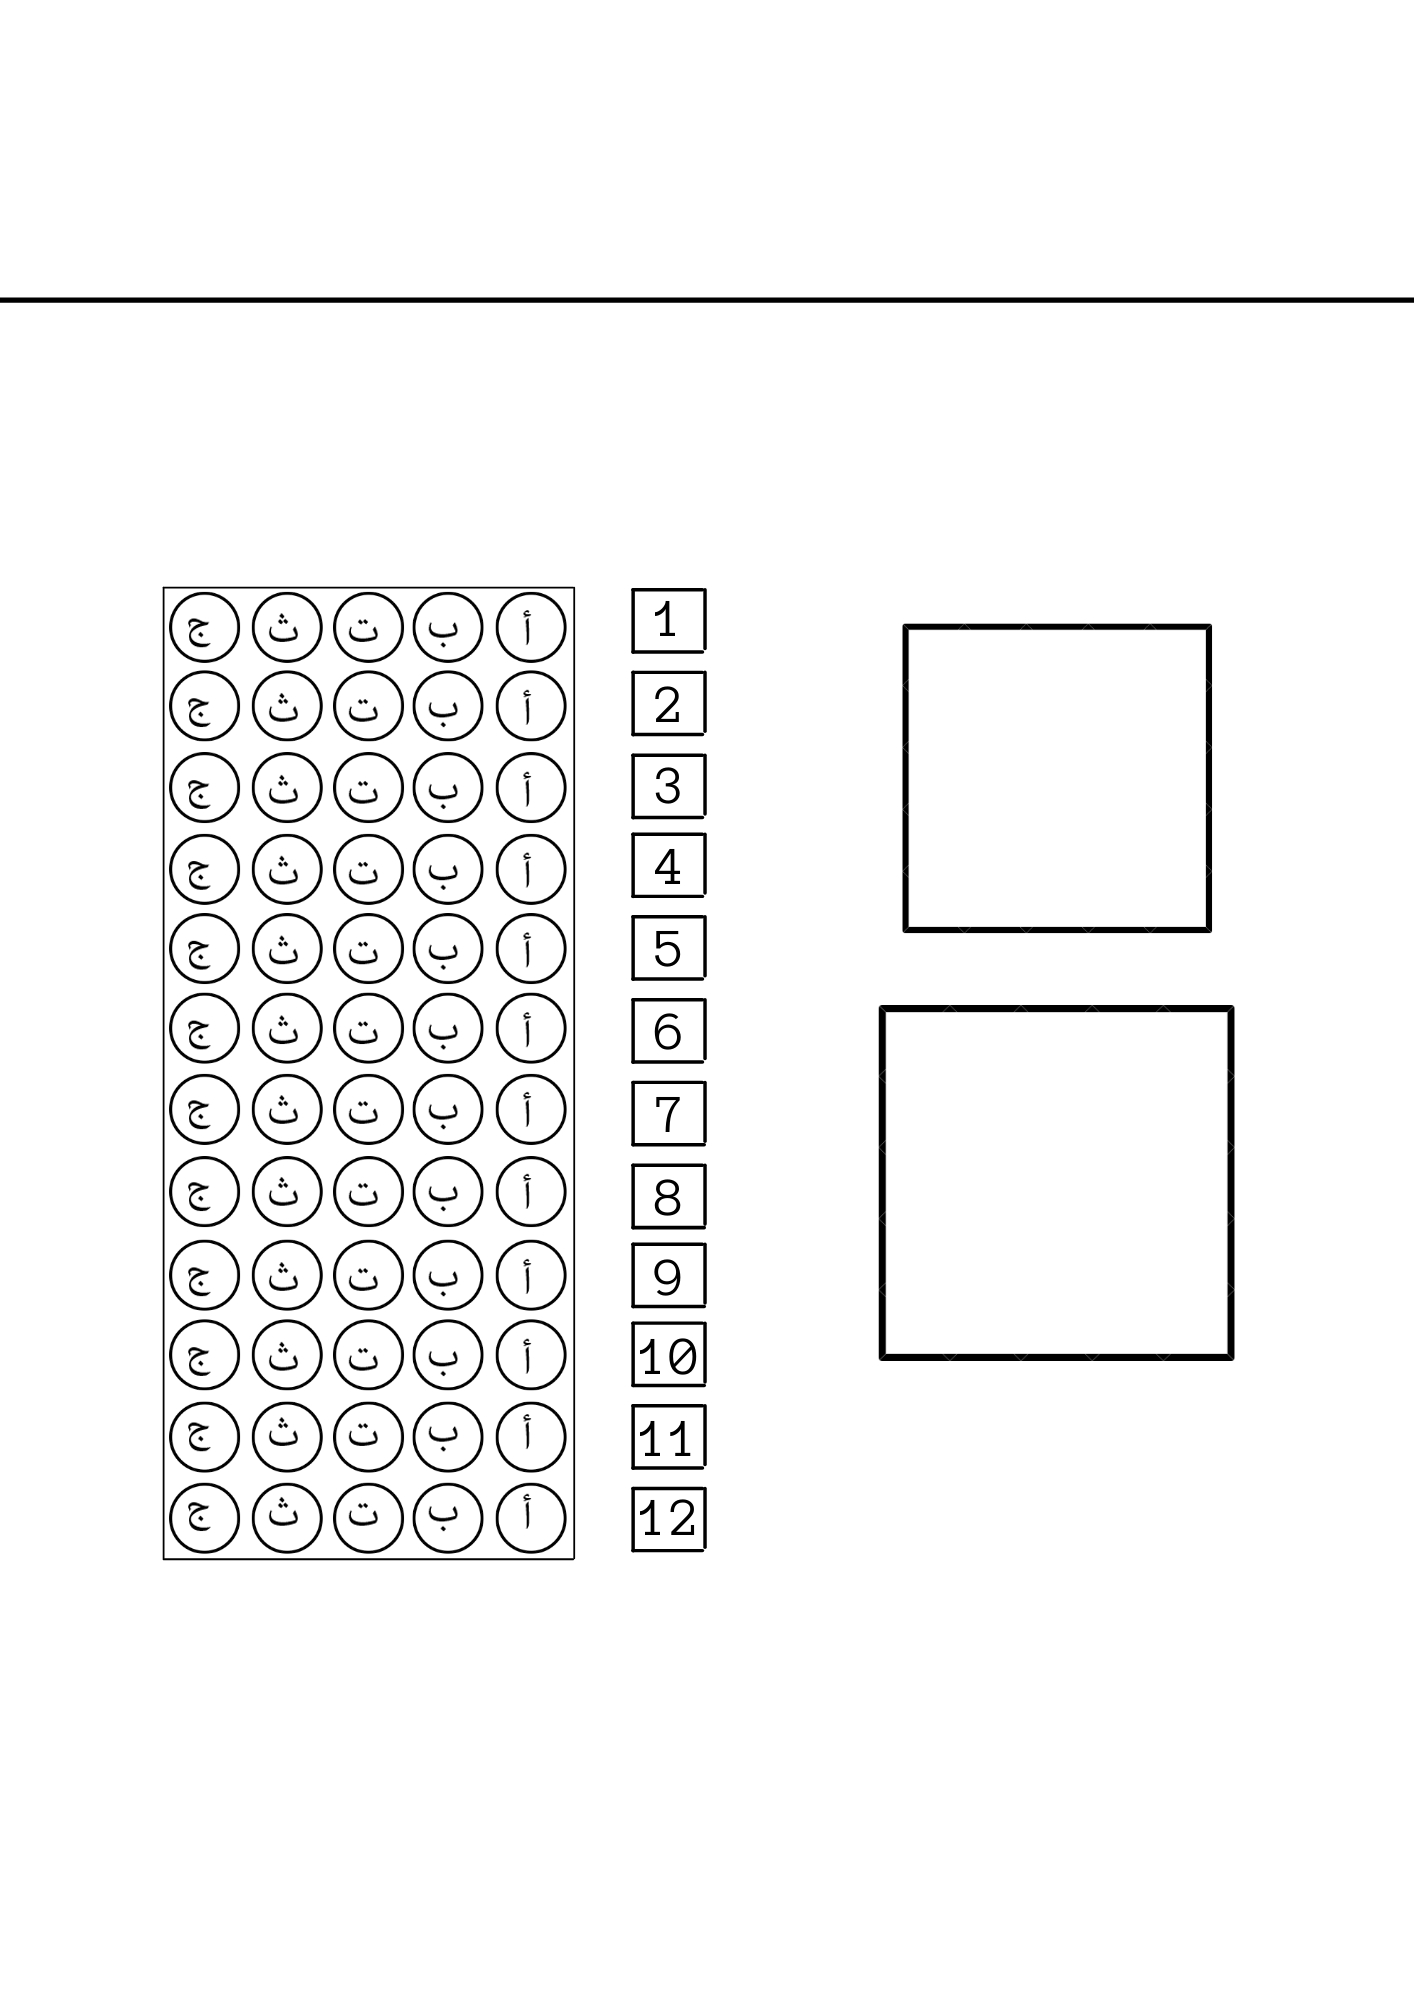 1 أ ب ت ث ج
2 أ ب ت ث ج
3 أ ب ت ث ج
4 أ ب ت ث ج
5 أ ب ت ث ج
6 أ ب ت ث ج
7 أ ب ت ث ج
8 أ ب ت ث ج
9 أ ب ت ث ج
10 أ ب ت ث ج
11 أ ب ت ث ج
12 أ ب ت ث ج